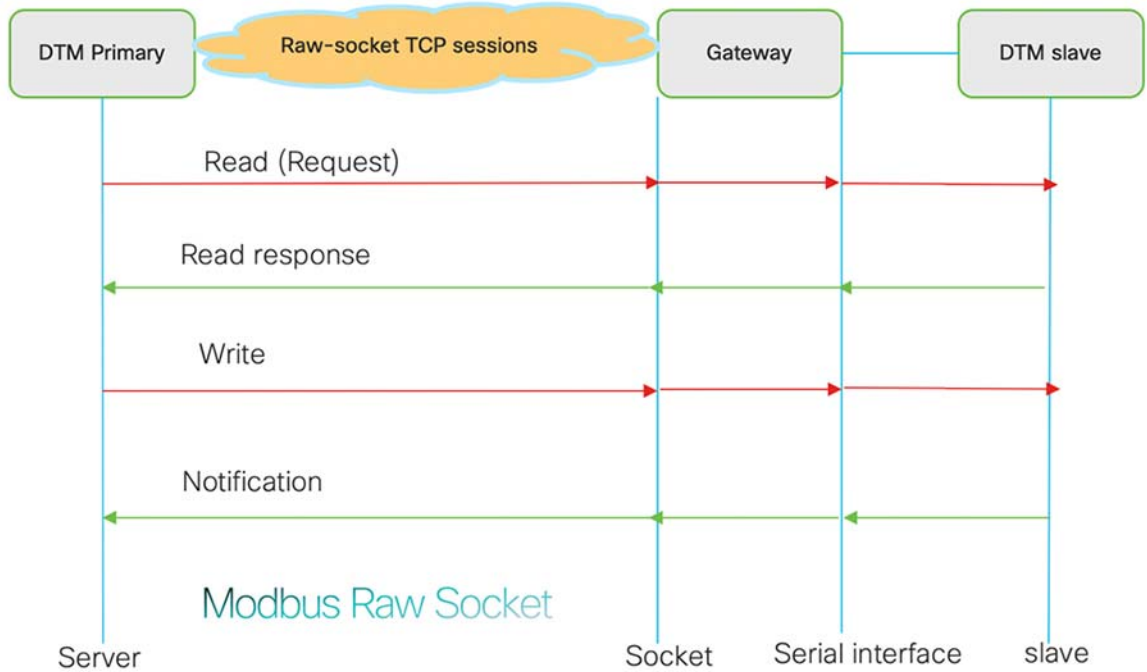 DTM Primary
Raw-socket TCP sessions
Gateway
DTM slave
Read (Request)
Read response
Write
Notification
Modbus Raw Socket
Server
Socket
Serial interface
slave